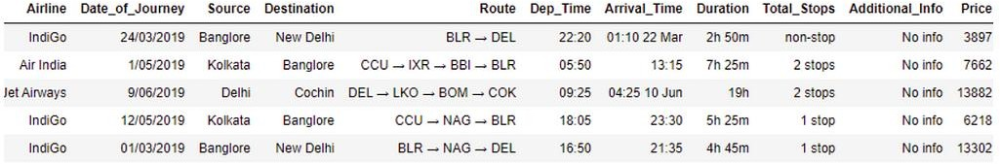 Airline Date_of_Journey Source Destination Route Dep_Time Arrival_Time Duration Total_Stops Additional_Info Price
IndiGo 24/03/2019 Banglore New Delhi BLR → DEL 22:20 01:10 22 Mar 2h 50m non-stop No info 3897
Air India 1/05/2019 Kolkata Banglore CCU → IXR → BBI → BLR 05:50 13:15 7h 25m 2 stops No info 7662
Jet Airways 9/06/2019 Delhi Cochin DEL → LKO → BOM → COK 09:25 04:25 10 Jun 19h 2 stops No info 13882
IndiGo 12/05/2019 Kolkata Banglore CCU → NAG → BLR 18:05 23:30 5h 25m 1 stop No info 6218
IndiGo 01/03/2019 Banglore New Delhi BLR → NAG → DEL 16:50 21:35 4h 45m 1 stop No info 13302